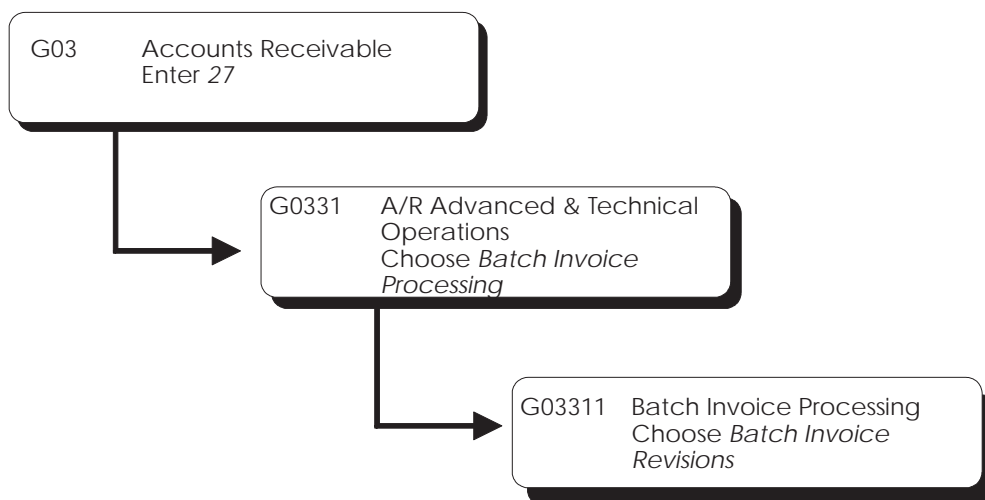 G03 Accounts Receivable
Enter 27
G0331 A/R Advanced & Technical
Operations
Choose Batch Invoice
Processing
G03311 Batch Invoice Processing
Choose Batch Invoice
Revisions